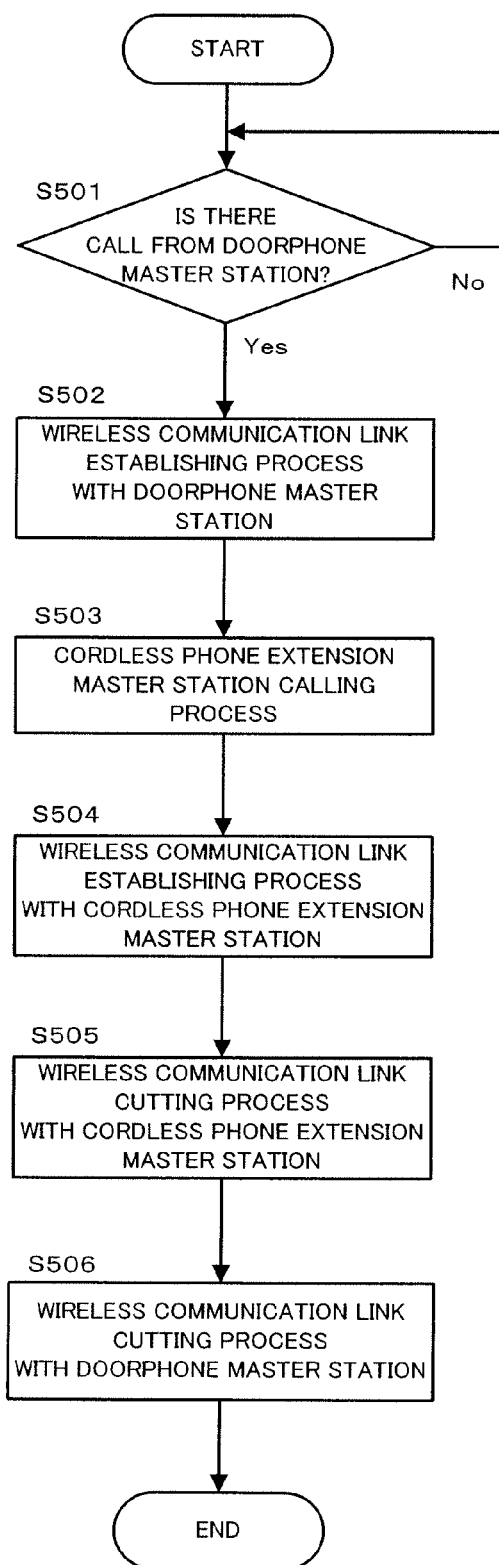 START
S501
IS THERE
CALL FROM DOORPHONE
MASTER STATION?
No
Yes
S502
WIRELESS COMMUNICATION LINK
ESTABLISHING PROCESS
WITH DOORPHONE MASTER
STATION
S503
CORDLESS PHONE EXTENSION
MASTER STATION CALLING
PROCESS
S504
WIRELESS COMMUNICATION LINK
ESTABLISHING PROCESS
WITH CORDLESS PHONE EXTENSION
MASTER STATION
S505
WIRELESS COMMUNICATION LINK
CUTTING PROCESS
WITH CORDLESS PHONE EXTENSION
MASTER STATION
S506
WIRELESS COMMUNICATION LINK
CUTTING PROCESS
WITH DOORPHONE MASTER STATION
END